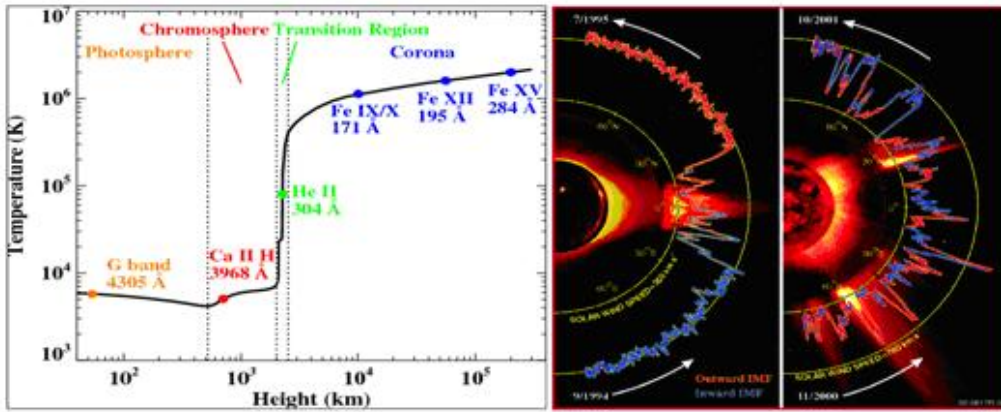 10⁷
10⁶
10⁵
10⁴
10³
Temperature (K)
Chromosphere Transition Region
Photosphere
Corona
Fe IX/X
171 Å
Fe XII
195 Å
Fe XV
284 Å
He II
304 Å
G band
4305 Å
Ca II H
3968 Å
10² 10³ 10⁴ 10⁵
Height (km)
7/1995
9/1994
Outward IMF
Inward IMF
10/2001
11/2000